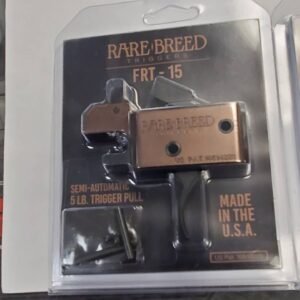 RARE BREED
TRIGGERS
FRT - 15
RARE BREED
SEMI-AUTOMATIC
5 LB. TRIGGER PULL
MADE
IN THE
U.S.A.